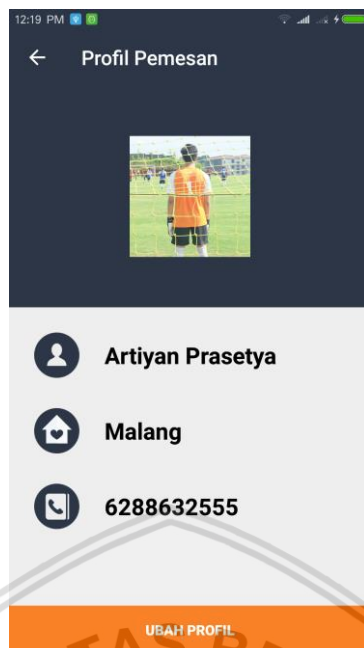 12:19 PM
Profil Pemesan
Artiyan Prasetya
Malang
6288632555
UBAH PROFIL